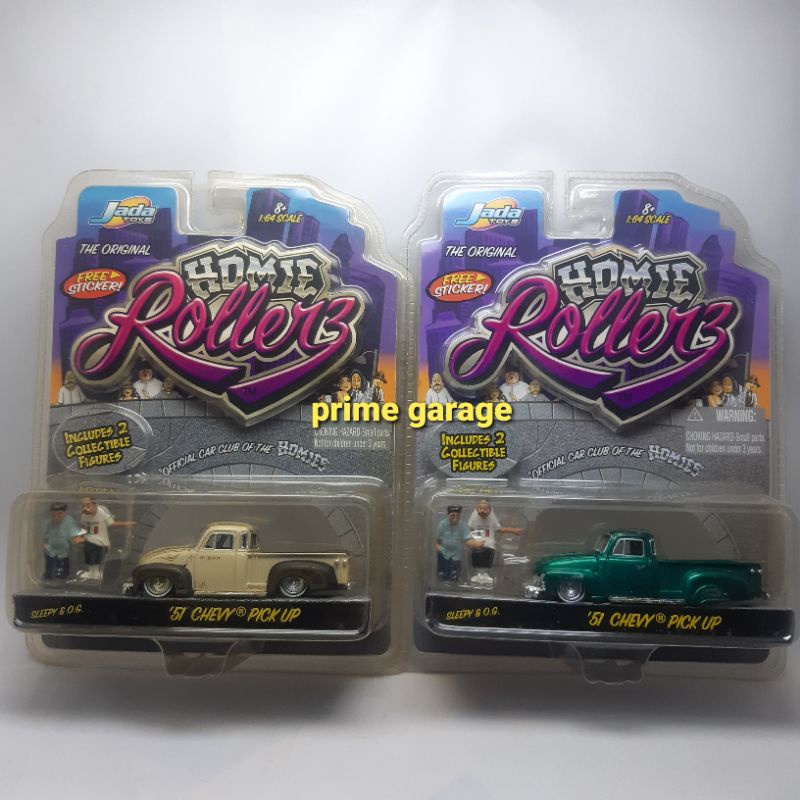 Jada
TOYS
8+
1:64 SCALE
THE ORIGINAL
FREE
STICKER!
HOMIE
Rollerz
TM
INCLUDES 2
COLLECTIBLE
FIGURES
CHOKING HAZARD-Small parts
Not for children under 3 years
OFFICIAL CAR CLUB OF THE HOMIES
SLEEPY & O.G.
'51 CHEVY® PICK UP
prime garage
Jada
TOYS
8+
1:64 SCALE
THE ORIGINAL
FREE
STICKER!
HOMIE
Rollerz
TM
WARNING:
INCLUDES 2
COLLECTIBLE
FIGURES
CHOKING HAZARD-Small parts
Not for children under 3 years
OFFICIAL CAR CLUB OF THE HOMIES
SLEEPY & O.G.
'51 CHEVY® PICK UP